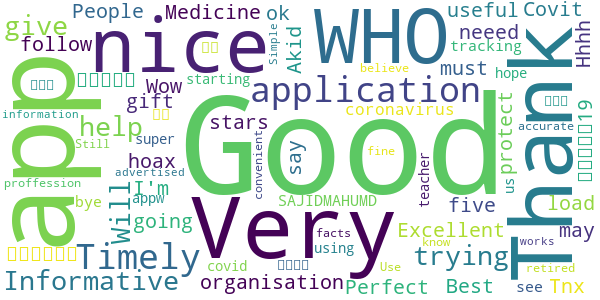 give
People
Medicine
ok
useful
Covit
follow
nice
WHO
Simple
Akid
neeed
tracking
Hhhh
Wow
starting
must
believe
hope
app
gift
application
Thank
information
help
stars
coronavirus
protect
19
Still
super
hoax
Good
say
accurate
fine
proffession
advertised
convenient
teacher
us
I'm
Will
appw
SAJIDMAHUMD
five
load
bye
going
Very
facts
Excellent
may
Timely
using
know
works
covid
trying
Informative
organisation
Perfect
Use
Best
see
retired
Tnx